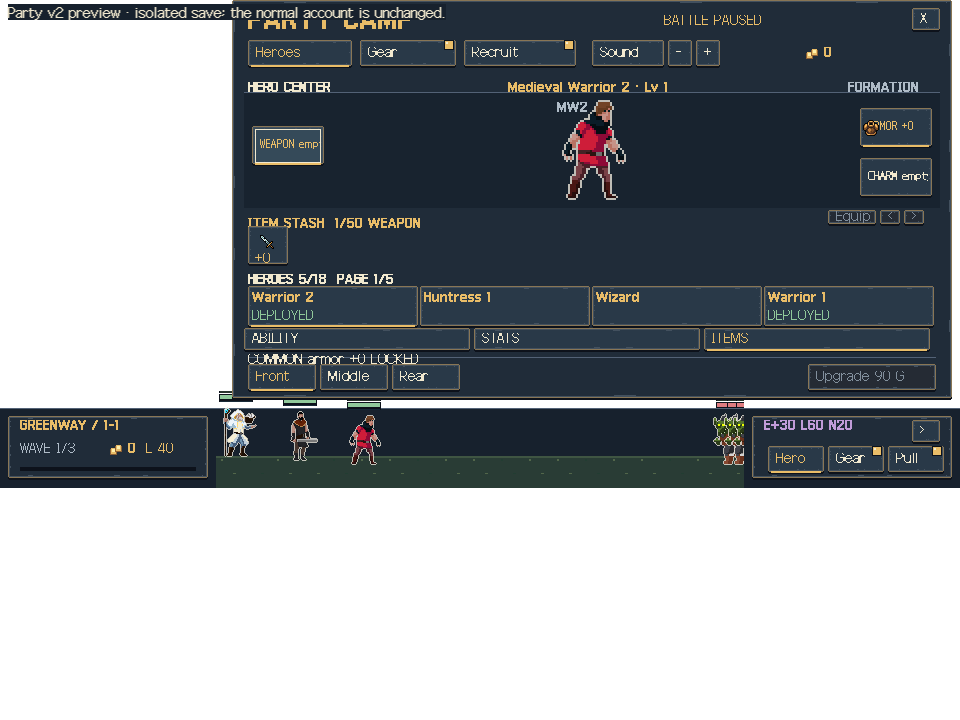 Party v2 preview · isolated save: the normal account is unchanged.
PARTY CAMP
BATTLE PAUSED
X
Heroes
Gear
Recruit
Sound
-
+
0
HERO CENTER
Medieval Warrior 2 · Lv 1
FORMATION
MW2
WEAPON emp
ARMOR +0
CHARM empt
ITEM STASH 1/50 WEAPON
Equip
<
>
+0
HEROES 5/18 PAGE 1/5
Warrior 2
DEPLOYED
Huntress 1
Wizard
Warrior 1
DEPLOYED
ABILITY
STATS
ITEMS
COMMON armor +0 LOCKED
Front
Middle
Rear
Upgrade 90 G
GREENWAY / 1-1
WAVE 1/3
0 L 40
E+30 L60 N20
>
Hero
Gear
Pull